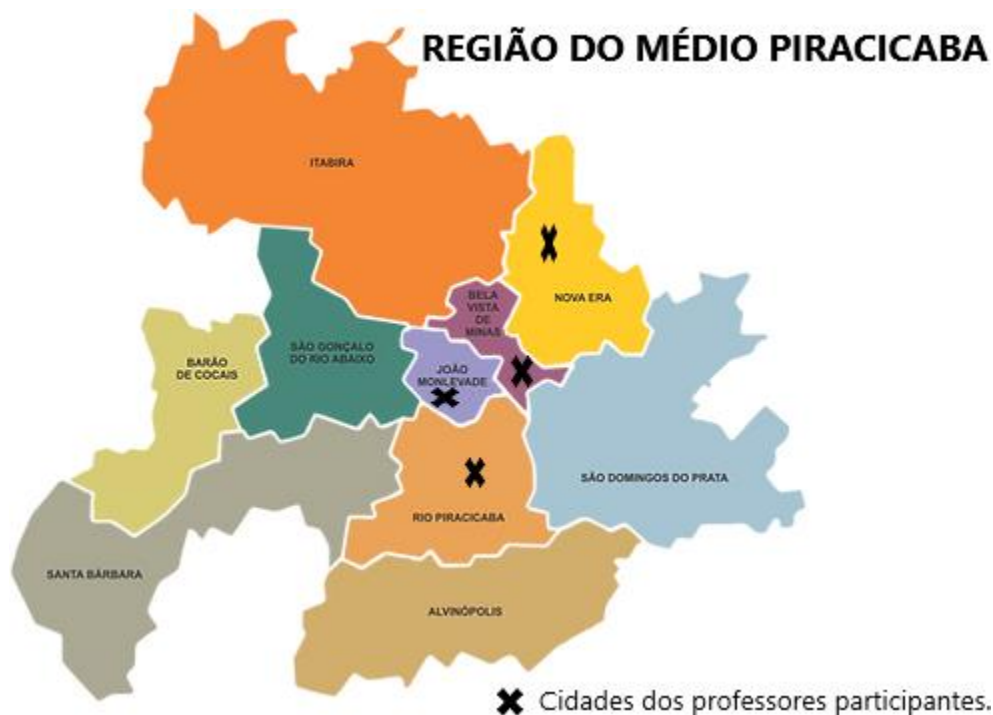 REGIÃO DO MÉDIO PIRACICABA
ITABIRA
NOVA ERA
BELA
VISTA
DE
MINAS
SÃO GONÇALO
DO RIO ABAIXO
BARÃO
DE COCAIS
JOÃO
MONLEVADE
SÃO DOMINGOS DO PRATA
RIO PIRACICABA
SANTA BÁRBARA
ALVINÓPOLIS
Cidades dos professores participantes.